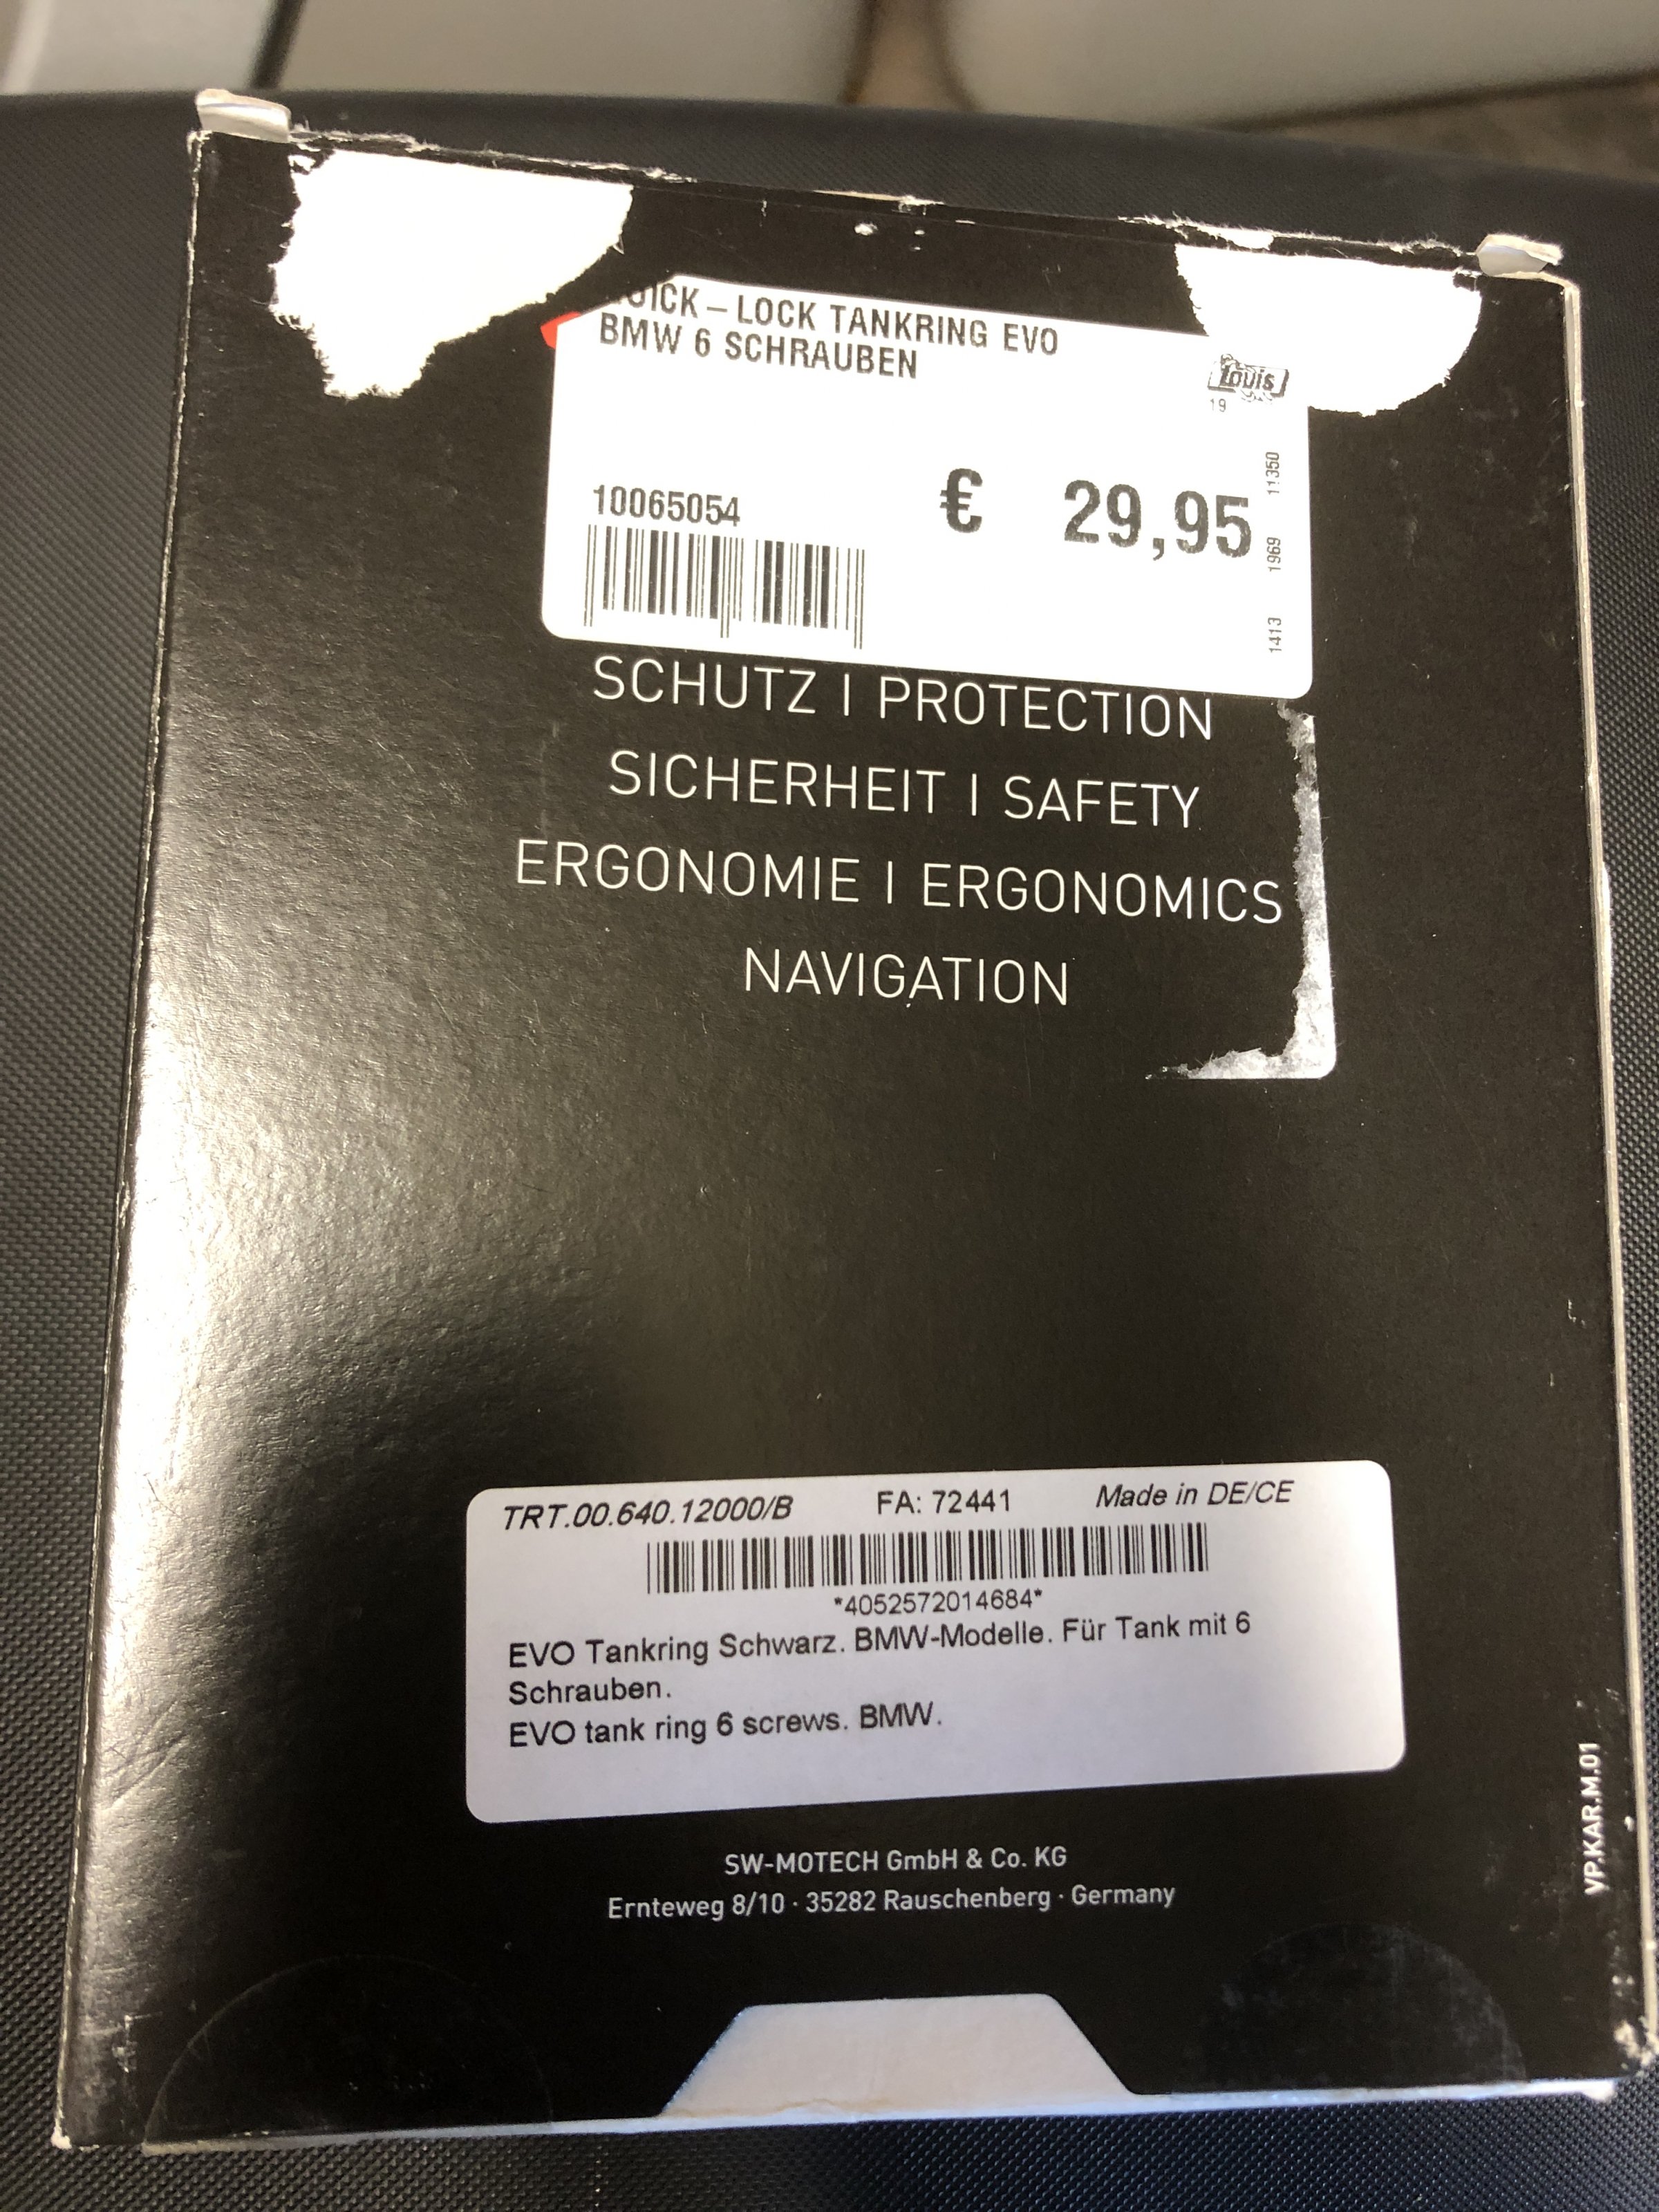 QUICK – LOCK TANKRING EVO
BMW 6 SCHRAUBEN
Louis
19
10065054
€ 29,95
1413 1969 11350
SCHUTZ | PROTECTION
SICHERHEIT | SAFETY
ERGONOMIE | ERGONOMICS
NAVIGATION
TRT.00.640.12000/B FA: 72441 Made in DE/CE
*4052572014684*
EVO Tankring Schwarz. BMW-Modelle. Für Tank mit 6
Schrauben.
EVO tank ring 6 screws. BMW.
SW-MOTECH GmbH & Co. KG
Ernteweg 8/10 · 35282 Rauschenberg · Germany
VP.KAR.M.01